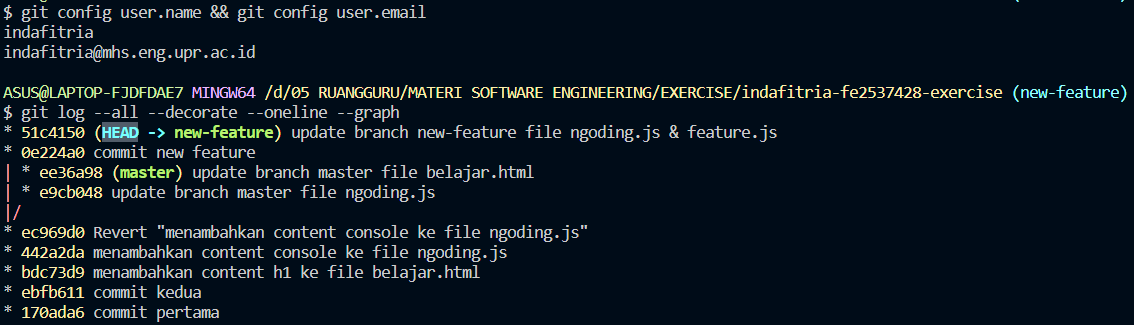 (new-feature)
$ git config user.name && git config user.email
indafitria
indafitria@mhs.eng.upr.ac.id
ASUS@LAPTOP-FJDFDAE7 MINGW64 /d/05 RUANGGURU/MATERI SOFTWARE ENGINEERING/EXERCISE/indafitria-fe2537428-exercise (new-feature)
$ git log --all --decorate --oneline --graph
* 51c4150 (HEAD -> new-feature) update branch new-feature file ngoding.js & feature.js
* 0e224a0 commit new feature
| * ee36a98 (master) update branch master file belajar.html
| * e9cb048 update branch master file ngoding.js
|/
* ec969d0 Revert "menambahkan content console ke file ngoding.js"
* 442a2da menambahkan content console ke file ngoding.js
* bdc73d9 menambahkan content h1 ke file belajar.html
* ebfb611 commit kedua
* 170ada6 commit pertama